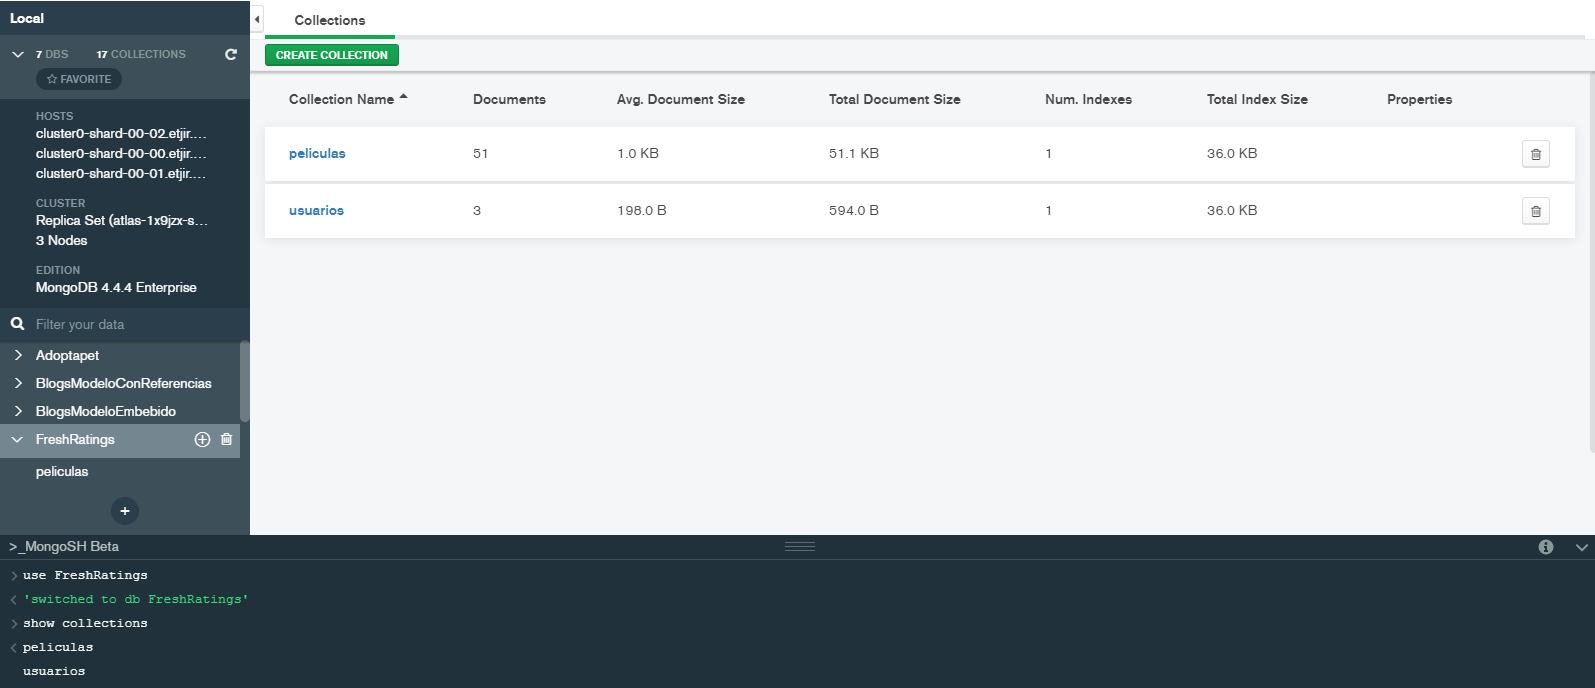 Local
7 DBS 17 COLLECTIONS
FAVORITE
HOSTS
cluster0-shard-00-02.etjir....
cluster0-shard-00-00.etjir....
cluster0-shard-00-01.etjir....
CLUSTER
Replica Set (atlas-1x9jzx-s...
3 Nodes
EDITION
MongoDB 4.4.4 Enterprise
Filter your data
Adoptapet
BlogsModeloConReferencias
BlogsModeloEmbebido
FreshRatings
peliculas
+
Collections
CREATE COLLECTION
Collection Name Documents Avg. Document Size Total Document Size Num. Indexes Total Index Size Properties
peliculas 51 1.0 KB 51.1 KB 1 36.0 KB
usuarios 3 198.0 B 594.0 B 1 36.0 KB
>_MongoSH Beta
> use FreshRatings
< 'switched to db FreshRatings'
> show collections
< peliculas
usuarios